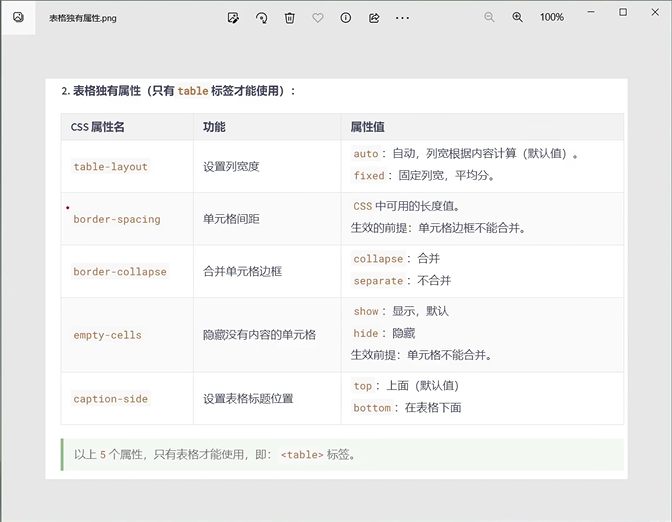 表格独有属性.png
100%
2. 表格独有属性（只有 table 标签才能使用）：
CSS 属性名 功能 属性值
table-layout 设置列宽度 auto：自动，列宽根据内容计算（默认值）。
fixed：固定列宽，平均分。
border-spacing 单元格间距 CSS 中可用的长度值。
生效的前提：单元格边框不能合并。
border-collapse 合并单元格边框 collapse：合并
separate：不合并
empty-cells 隐藏没有内容的单元格 show：显示，默认
hide：隐藏
生效前提：单元格不能合并。
caption-side 设置表格标题位置 top：上面（默认值）
bottom：在表格下面
以上 5 个属性，只有表格才能使用，即：<table> 标签。